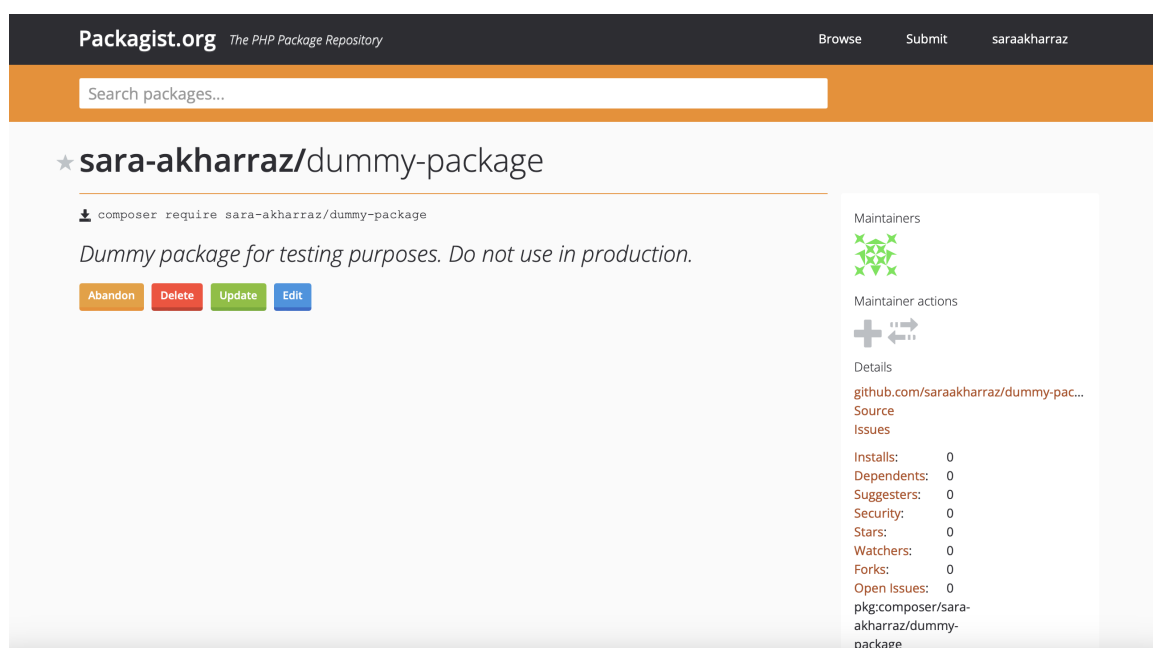 Packagist.org The PHP Package Repository
Browse Submit saraakharraz
Search packages...
sara-akharraz/dummy-package
composer require sara-akharraz/dummy-package
Dummy package for testing purposes. Do not use in production.
Abandon Delete Update Edit
Maintainers
Maintainer actions
Details
github.com/saraakharraz/dummy-pac...
Source
Issues
Installs: 0
Dependents: 0
Suggesters: 0
Security: 0
Stars: 0
Watchers: 0
Forks: 0
Open Issues: 0
pkg:composer/sara-
akharraz/dummy-
package